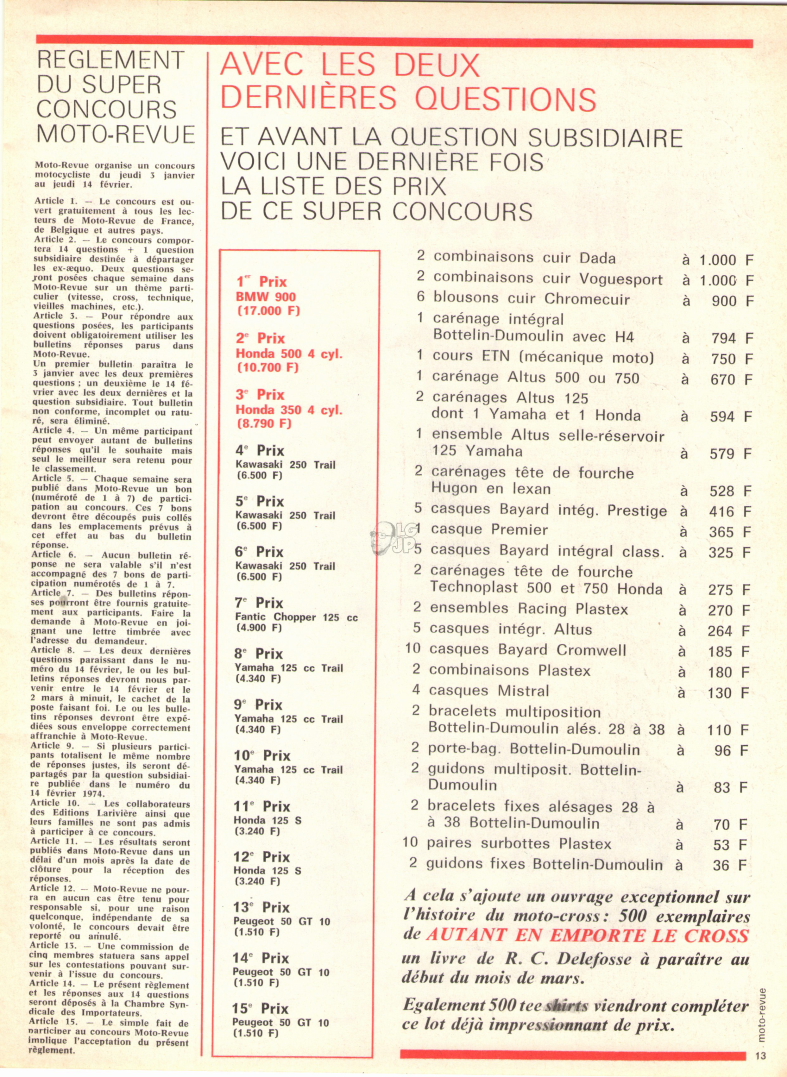 REGLEMENT
DU SUPER
CONCOURS
MOTO-REVUE
Moto-Revue organise un concours
motocycliste du jeudi 3 janvier
au jeudi 14 février.
Article 1. — Le concours est ou-
vert gratuitement à tous les lec-
teurs de Moto-Revue de France,
de Belgique et autres pays.
Article 2. — Le concours compor-
tera 14 questions + 1 question
subsidiaire destinée à départager
les ex-æquo. Deux questions se-
ront posées chaque semaine dans
Moto-Revue sur un thème parti-
culier (vitesse, cross, technique,
vieilles machines, etc.).
Article 3. — Pour répondre aux
questions posées, les participants
doivent obligatoirement utiliser les
bulletins réponses parus dans
Moto-Revue.
Un premier bulletin paraîtra le
3 janvier avec les deux premières
questions ; un deuxième le 14 fé-
vrier avec les deux dernières et la
question subsidiaire. Tout bulletin
non conforme, incomplet ou ratu-
ré, sera éliminé.
Article 4. — Un même participant
peut envoyer autant de bulletins
réponses qu'il le souhaite mais
seul le meilleur sera retenu pour
le classement.
Article 5. — Chaque semaine sera
publié dans Moto-Revue un bon
(numéroté de 1 à 7) de partici-
pation au concours. Ces 7 bons
devront être découpés puis collés
dans les emplacements prévus à
cet effet au bas du bulletin
réponse.
Article 6. — Aucun bulletin ré-
ponse ne sera valable s'il n'est
accompagné des 7 bons de parti-
cipation numérotés de 1 à 7.
Article 7. — Des bulletins répon-
ses pourront être fournis gratuite-
ment aux participants. Faire la
demande à Moto-Revue en joi-
gnant une lettre timbrée avec
l'adresse du demandeur.
Article 8. — Les deux dernières
questions paraissant dans le nu-
méro du 14 février, le ou les bul-
letins réponses devront nous par-
venir entre le 14 février et le
2 mars à minuit, le cachet de la
poste faisant foi. Le ou les bulle-
tins réponses devront être expé-
diées sous enveloppe correctement
affranchie à Moto-Revue.
Article 9. — Si plusieurs partici-
pants totalisent le même nombre
de réponses justes, ils seront dé-
partagés par la question subsidiai-
re publiée dans le numéro du
14 février 1974.
Article 10. — Les collaborateurs
des Editions Larivière ainsi que
leurs familles ne sont pas admis
à participer à ce concours.
Article 11. — Les résultats seront
publiés dans Moto-Revue dans un
délai d'un mois après la date de
clôture pour la réception des
réponses.
Article 12. — Moto-Revue ne pour-
ra en aucun cas être tenu pour
responsable si, pour une raison
quelconque, indépendante de sa
volonté, le concours devait être
reporté ou annulé.
Article 13. — Une commission de
cinq membres statuera sans appel
sur les contestations pouvant sur-
venir à l'issue du concours.
Article 14. — Le présent règlement
et les réponses aux 14 questions
seront déposés à la Chambre Syn-
dicale des Importateurs.
Article 15. — Le simple fait de
participer au concours Moto-Revue
implique l'acceptation du présent
règlement.
AVEC LES DEUX
DERNIÈRES QUESTIONS
ET AVANT LA QUESTION SUBSIDIAIRE
VOICI UNE DERNIÈRE FOIS
LA LISTE DES PRIX
DE CE SUPER CONCOURS
1er Prix
BMW 900
(17.000 F)
2e Prix
Honda 500 4 cyl.
(10.700 F)
3e Prix
Honda 350 4 cyl.
(8.790 F)
4e Prix
Kawasaki 250 Trail
(6.500 F)
5e Prix
Kawasaki 250 Trail
(6.500 F)
6e Prix
Kawasaki 250 Trail
(6.500 F)
7e Prix
Fantic Chopper 125 cc
(4.900 F)
8e Prix
Yamaha 125 cc Trail
(4.340 F)
9e Prix
Yamaha 125 cc Trail
(4.340 F)
10e Prix
Yamaha 125 cc Trail
(4.340 F)
11e Prix
Honda 125 S
(3.240 F)
12e Prix
Honda 125 S
(3.240 F)
13e Prix
Peugeot 50 GT 10
(1.510 F)
14e Prix
Peugeot 50 GT 10
(1.510 F)
15e Prix
Peugeot 50 GT 10
(1.510 F)
2 combinaisons cuir Dada à 1.000 F
2 combinaisons cuir Voguesport à 1.000 F
6 blousons cuir Chromecuir à 900 F
1 carénage intégral
Bottelin-Dumoulin avec H4 à 794 F
1 cours ETN (mécanique moto) à 750 F
1 carénage Altus 500 ou 750 à 670 F
2 carénages Altus 125
dont 1 Yamaha et 1 Honda à 594 F
1 ensemble Altus selle-réservoir
125 Yamaha à 579 F
2 carénages tête de fourche
Hugon en lexan à 528 F
5 casques Bayard intég. Prestige à 416 F
1 casque Premier à 365 F
5 casques Bayard intégral class. à 325 F
2 carénages tête de fourche
Technoplast 500 et 750 Honda à 275 F
2 ensembles Racing Plastex à 270 F
5 casques intégr. Altus à 264 F
10 casques Bayard Cromwell à 185 F
2 combinaisons Plastex à 180 F
4 casques Mistral à 130 F
2 bracelets multiposition
Bottelin-Dumoulin alés. 28 à 38 à 110 F
2 porte-bag. Bottelin-Dumoulin à 96 F
2 guidons multiposit. Bottelin-
Dumoulin à 83 F
2 bracelets fixes alésages 28 à
à 38 Bottelin-Dumoulin à 70 F
10 paires surbottes Plastex à 53 F
2 guidons fixes Bottelin-Dumoulin à 36 F
A cela s'ajoute un ouvrage exceptionnel sur
l'histoire du moto-cross : 500 exemplaires
de AUTANT EN EMPORTE LE CROSS
un livre de R. C. Delefosse à paraître au
début du mois de mars.
Egalement 500 tee shirts viendront compléter
ce lot déjà impressionnant de prix.
moto-revue
13
LG
JP